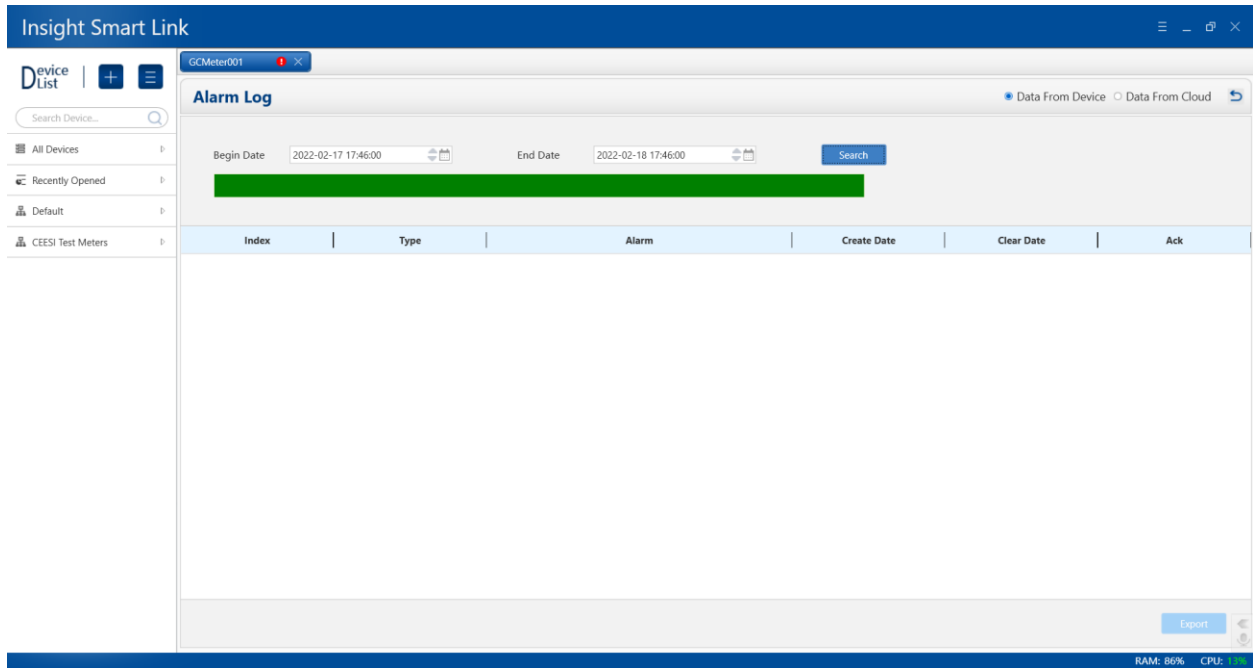 Insight Smart Link
Device List
GCMeter001
Alarm Log
Data From Device Data From Cloud
Search Device...
All Devices
Recently Opened
Default
CEESI Test Meters
Begin Date 2022-02-17 17:46:00 End Date 2022-02-18 17:46:00 Search
Index Type Alarm Create Date Clear Date Ack
Export
RAM: 86% CPU: 13%